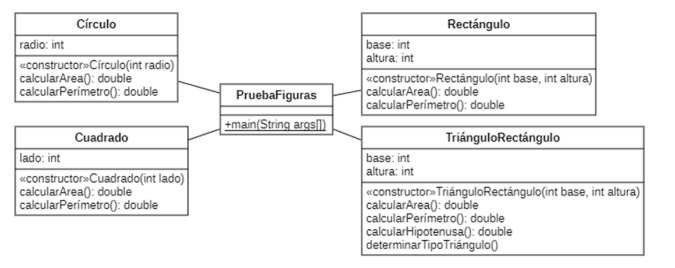 Círculo
radio: int
«constructor»Círculo(int radio)
calcularArea(): double
calcularPerímetro(): double
Rectángulo
base: int
altura: int
«constructor»Rectángulo(int base, int altura)
calcularArea(): double
calcularPerímetro(): double
PruebaFiguras
+main(String args[])
Cuadrado
lado: int
«constructor»Cuadrado(int lado)
calcularArea(): double
calcularPerímetro(): double
TriánguloRectángulo
base: int
altura: int
«constructor»TriánguloRectángulo(int base, int altura)
calcularArea(): double
calcularPerímetro(): double
calcularHipotenusa(): double
determinarTipoTriángulo()